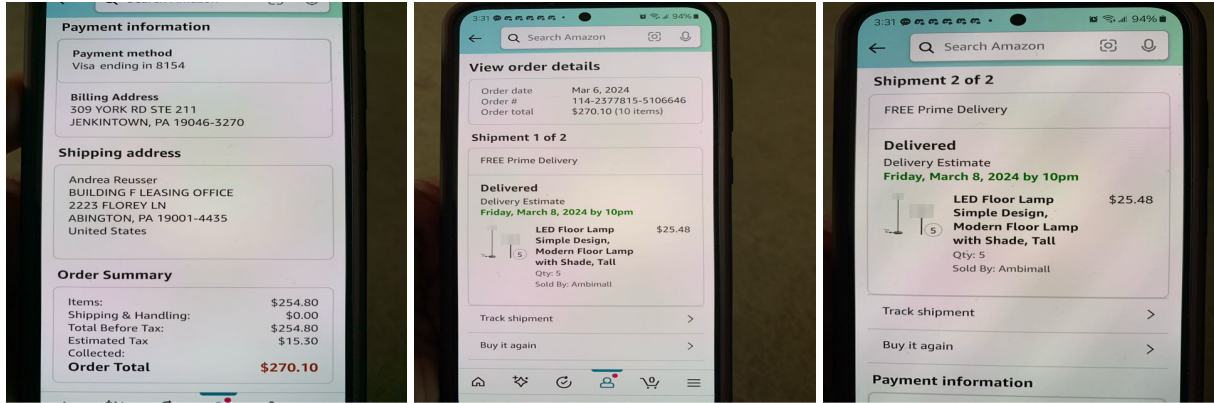 Payment information
Payment method
Visa ending in 8154
Billing Address
309 YORK RD STE 211
JENKINTOWN, PA 19046-3270
Shipping address
Andrea Reusser
BUILDING F LEASING OFFICE
2223 FLOREY LN
ABINGTON, PA 19001-4435
United States
Order Summary
Items: $254.80
Shipping & Handling: $0.00
Total Before Tax: $254.80
Estimated Tax $15.30
Collected:
Order Total $270.10
3:31 94%
Search Amazon
View order details
Order date Mar 6, 2024
Order # 114-2377815-5106646
Order total $270.10 (10 items)
Shipment 1 of 2
FREE Prime Delivery
Delivered
Delivery Estimate
Friday, March 8, 2024 by 10pm
LED Floor Lamp $25.48
Simple Design,
Modern Floor Lamp
5 with Shade, Tall
Qty: 5
Sold By: Ambimall
Track shipment
Buy it again
0
3:31 94%
Search Amazon
Shipment 2 of 2
FREE Prime Delivery
Delivered
Delivery Estimate
Friday, March 8, 2024 by 10pm
LED Floor Lamp $25.48
Simple Design,
Modern Floor Lamp
5 with Shade, Tall
Qty: 5
Sold By: Ambimall
Track shipment
Buy it again
Payment information